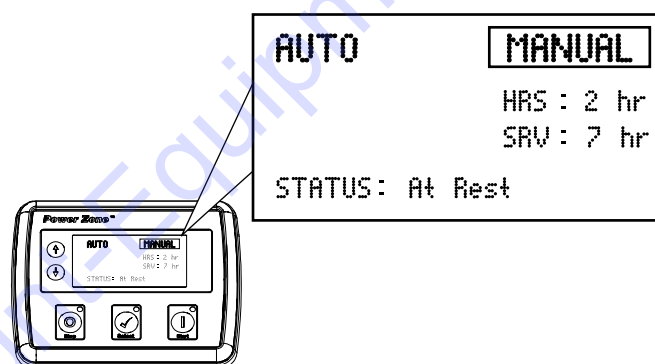 AUTO MANUAL
HRS: 2 hr
SRV: 7 hr
STATUS: At Rest
Power Zone™
AUTO MANUAL
HRS: 2 hr
SRV: 7 hr
STATUS: At Rest
Stop Select Start